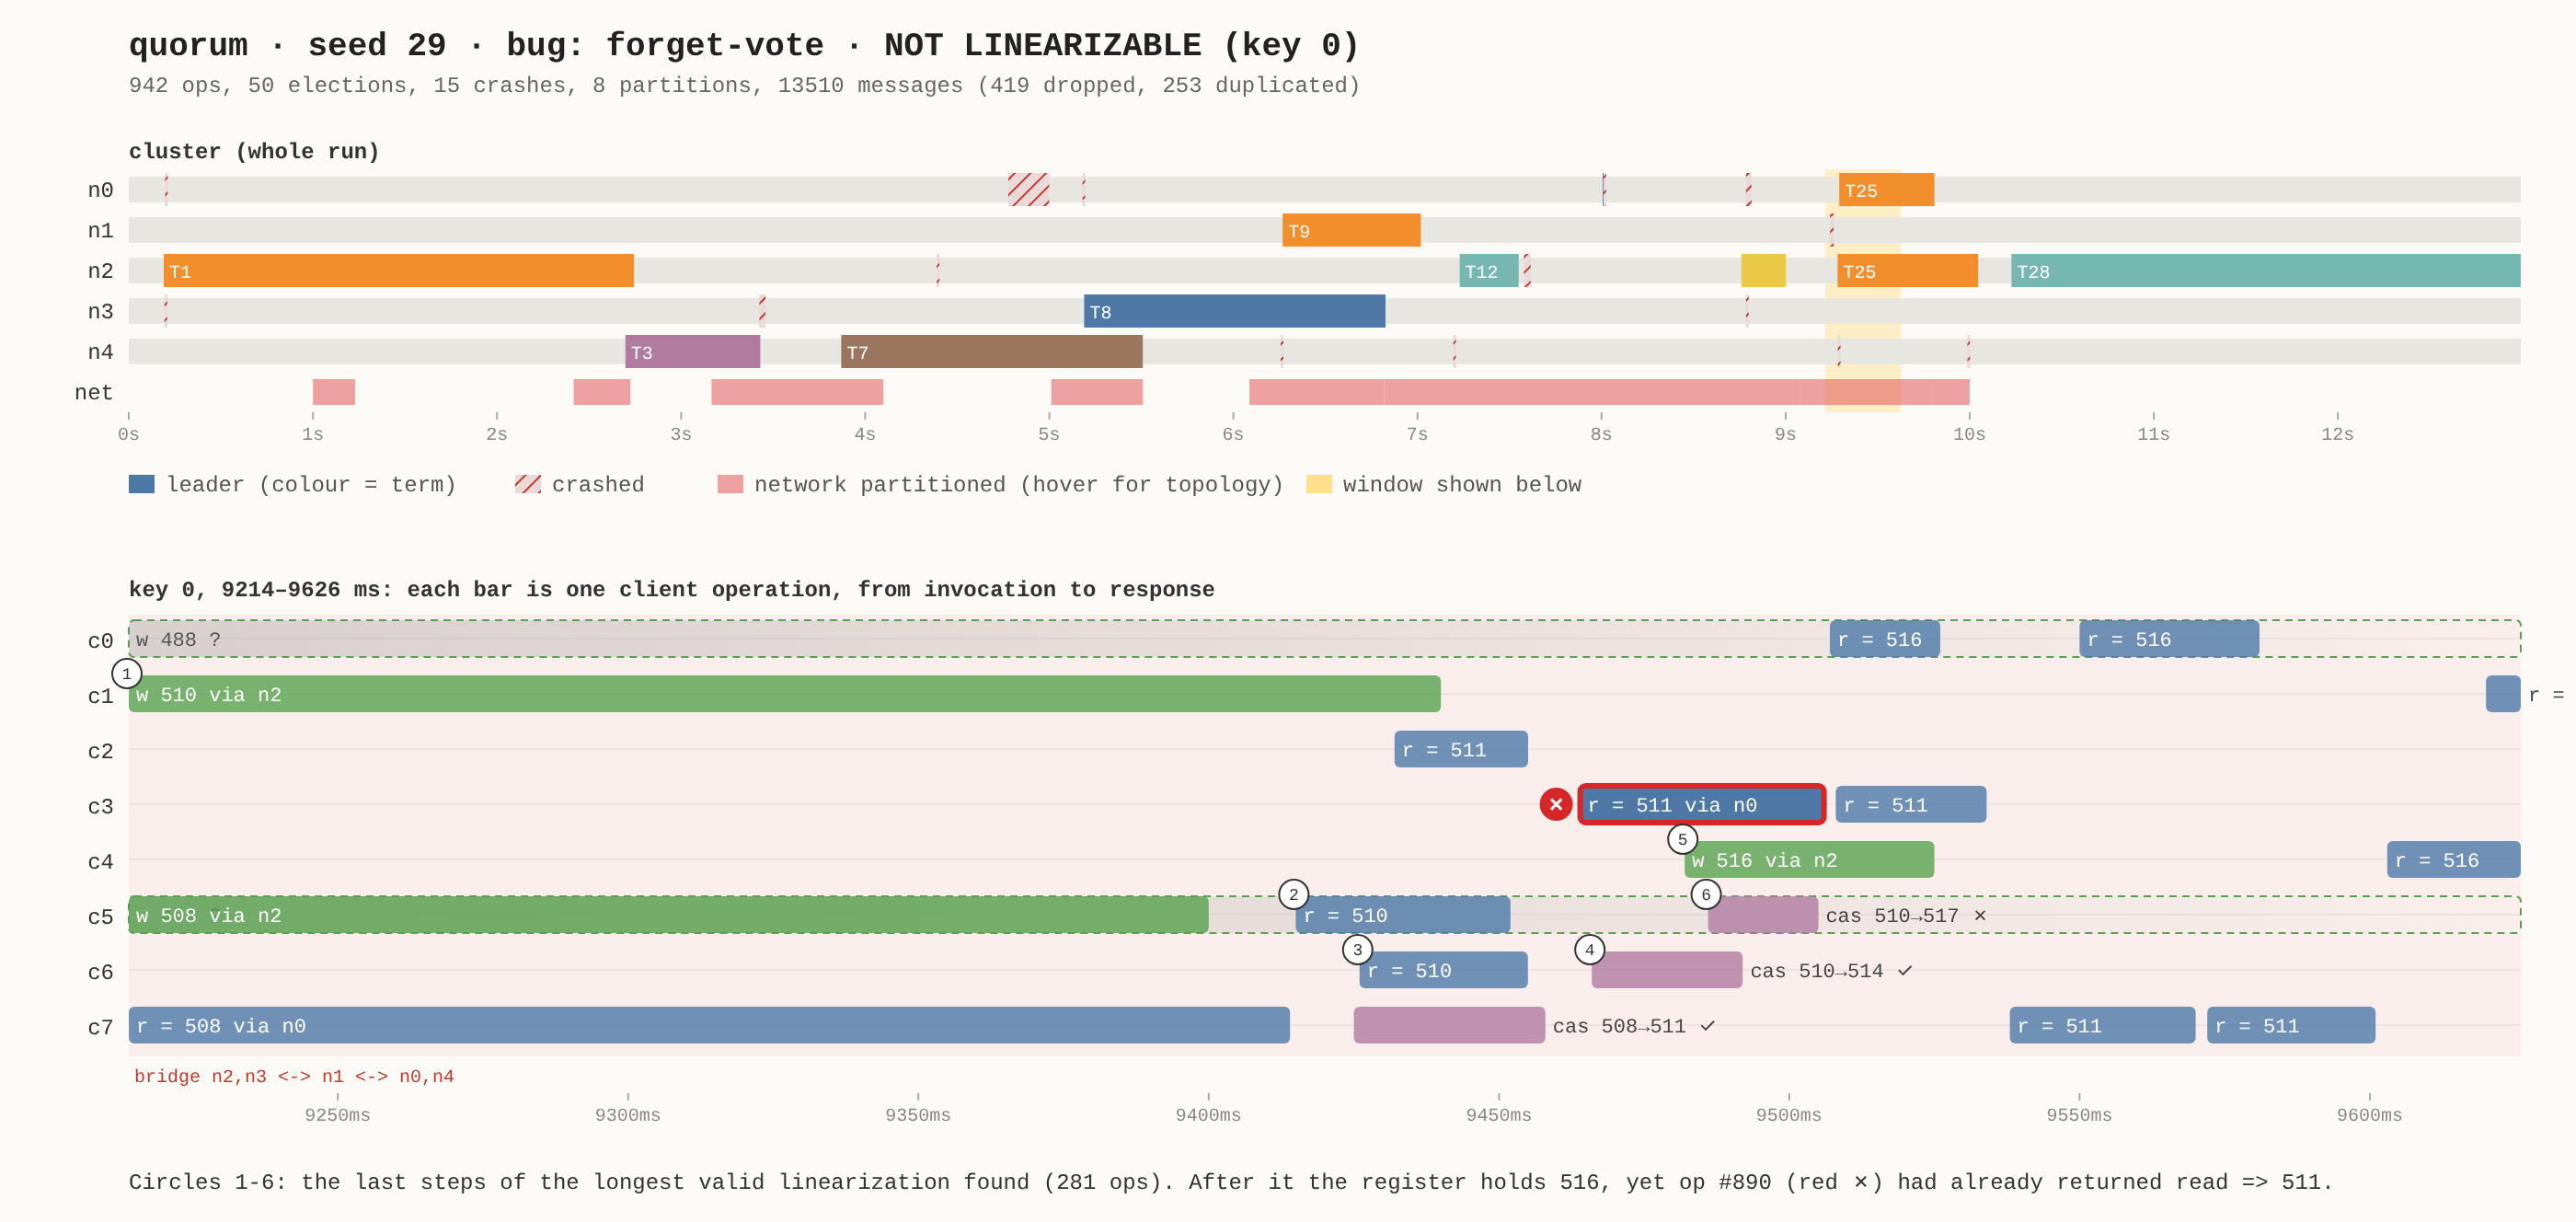 quorum · seed 29 · bug: forget-vote · NOT LINEARIZABLE (key 0)
942 ops, 50 elections, 15 crashes, 8 partitions, 13510 messages (419 dropped, 253 duplicated)
cluster (whole run)
n0 T25
n1 T9
n2 T1 T12 T25 T28
n3 T8
n4 T3 T7
net
0s 1s 2s 3s 4s 5s 6s 7s 8s 9s 10s 11s 12s
leader (colour = term) crashed network partitioned (hover for topology) window shown below
key 0, 9214–9626 ms: each bar is one client operation, from invocation to response
c0 w 488 ? r = 516 r = 516
1
c1 w 510 via n2 r =
c2 r = 511
c3 × r = 511 via n0 r = 511
5
c4 w 516 via n2 r = 516
2 6
c5 w 508 via n2 r = 510 cas 510→517 ×
3 4
c6 r = 510 cas 510→514 ✓
c7 r = 508 via n0 cas 508→511 ✓ r = 511 r = 511
bridge n2,n3 <-> n1 <-> n0,n4
9250ms 9300ms 9350ms 9400ms 9450ms 9500ms 9550ms 9600ms
Circles 1-6: the last steps of the longest valid linearization found (281 ops). After it the register holds 516, yet op #890 (red ×) had already returned read => 511.